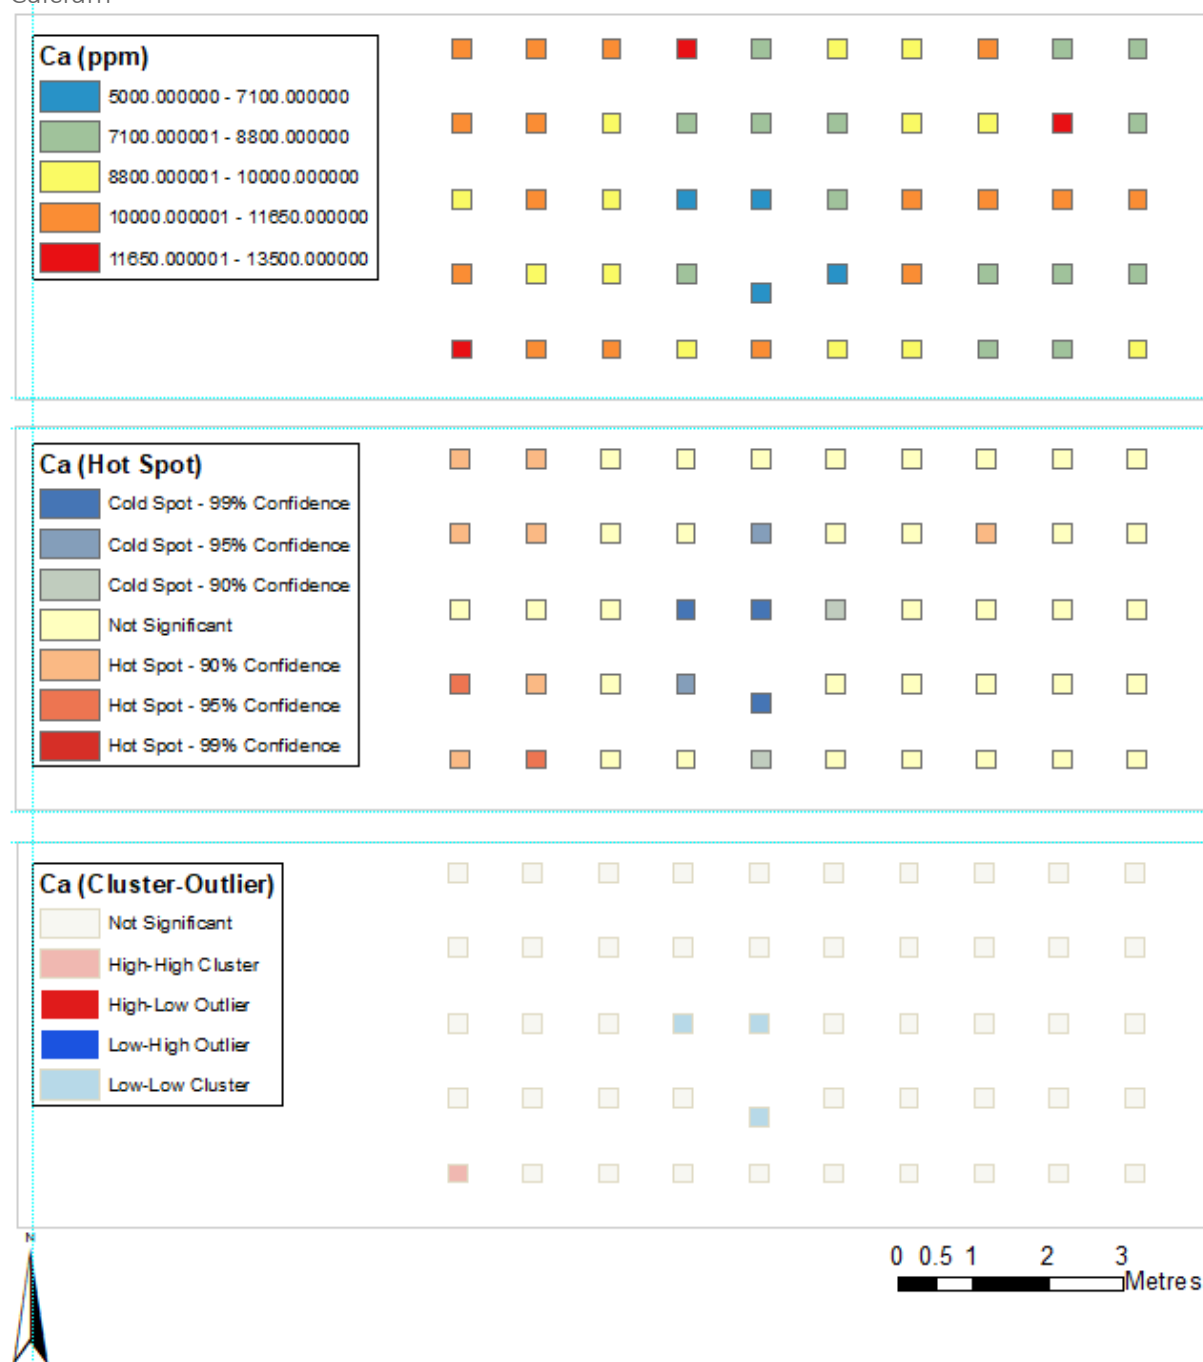 Calcium
Ca (ppm)
5000.000000 - 7100.000000
7100.000001 - 8800.000000
8800.000001 - 10000.000000
10000.000001 - 11650.000000
11650.000001 - 13500.000000
Ca (Hot Spot)
Cold Spot - 99% Confidence
Cold Spot - 95% Confidence
Cold Spot - 90% Confidence
Not Significant
Hot Spot - 90% Confidence
Hot Spot - 95% Confidence
Hot Spot - 99% Confidence
Ca (Cluster-Outlier)
Not Significant
High-High Cluster
High-Low Outlier
Low-High Outlier
Low-Low Cluster
N
0 0.5 1 2 3
Metres